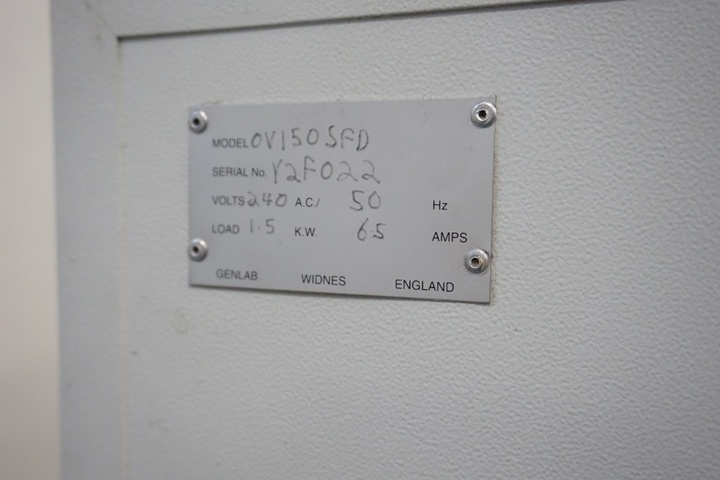 MODEL OV150SFD
SERIAL No. Y2F022
VOLTS 240 A.C./ 50 Hz
LOAD 1.5 K.W. 6.5 AMPS
GENLAB WIDNES ENGLAND